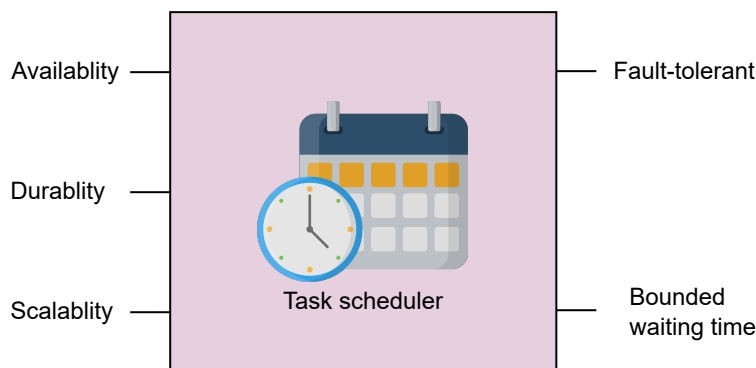 Availablity
Fault-tolerant
Durablity
Scalablity
Task scheduler
Bounded
waiting time